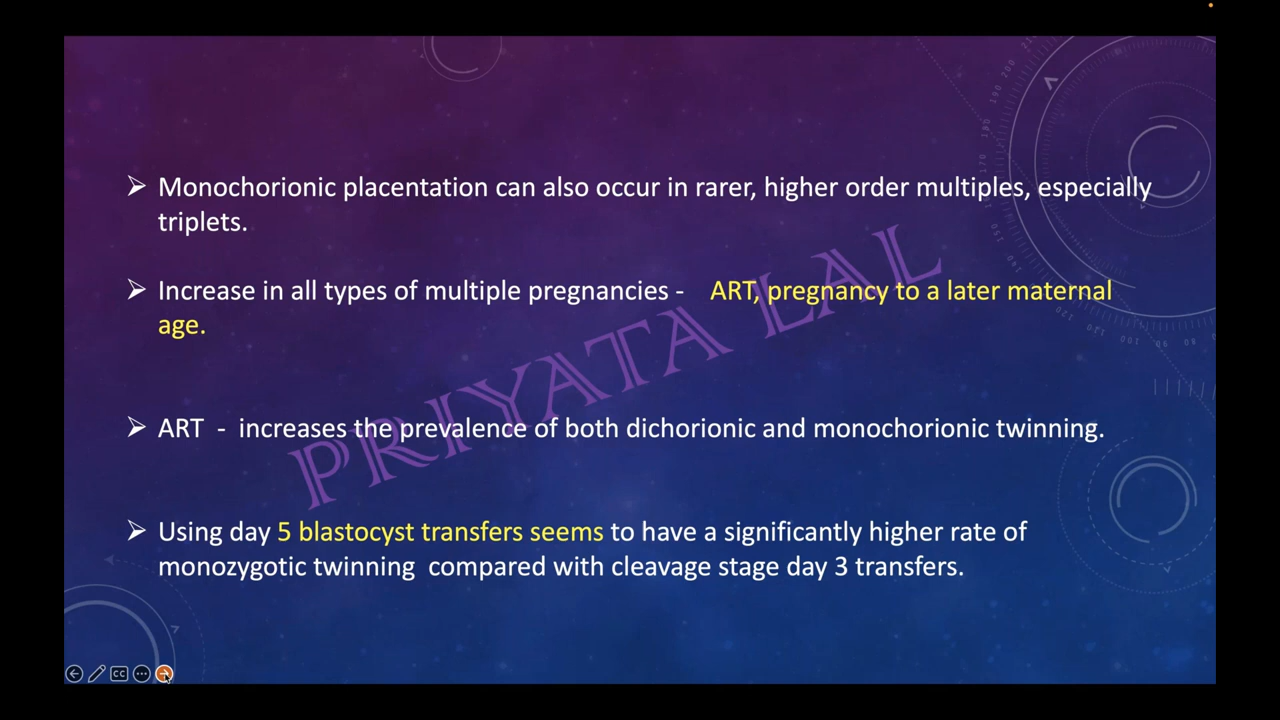 ➢ Monochorionic placentation can also occur in rarer, higher order multiples, especially
triplets.
➢ Increase in all types of multiple pregnancies - ART, pregnancy to a later maternal
age.
➢ ART - increases the prevalence of both dichorionic and monochorionic twinning.
➢ Using day 5 blastocyst transfers seems to have a significantly higher rate of
monozygotic twinning compared with cleavage stage day 3 transfers.
PRIYATA LAL
CC